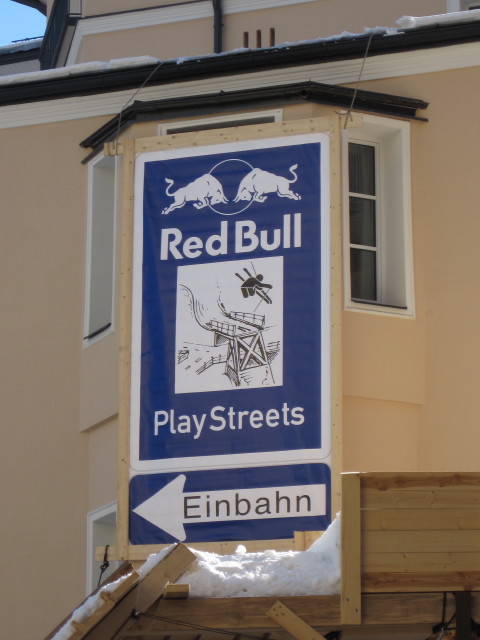 Red Bull
PlayStreets
Einbahn